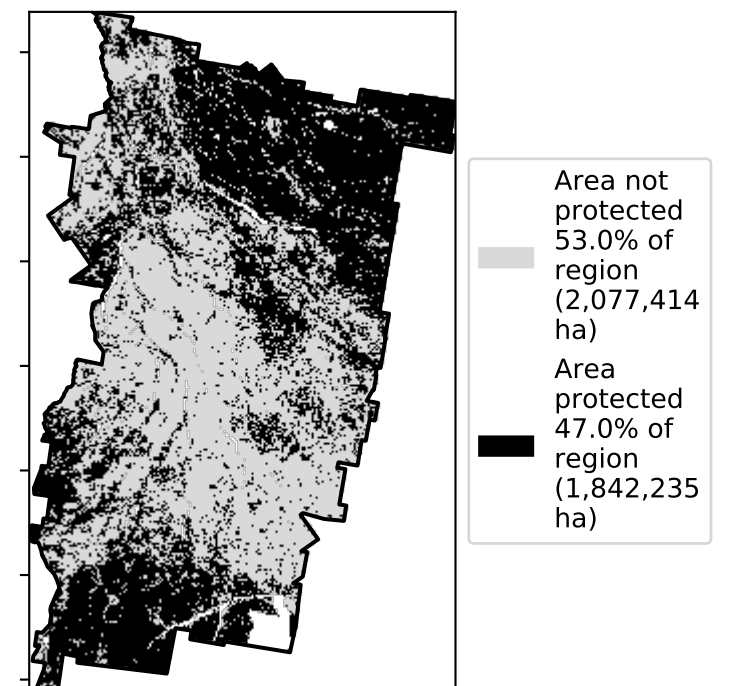 Area not
protected
53.0% of
region
(2,077,414
ha)
Area
protected
47.0% of
region
(1,842,235
ha)